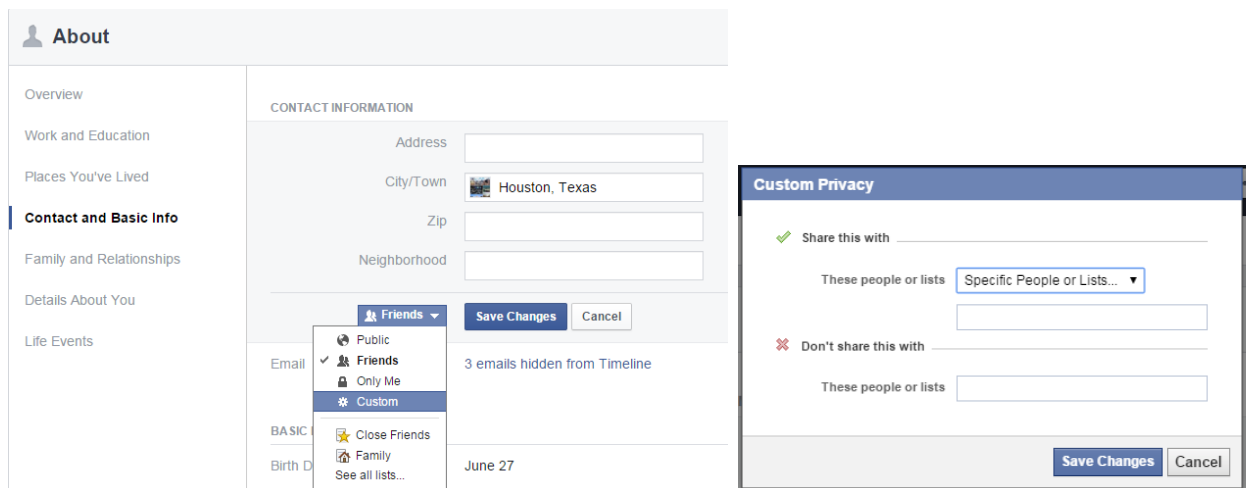 About
Overview
Work and Education
Places You've Lived
Contact and Basic Info
Family and Relationships
Details About You
Life Events
CONTACT INFORMATION
Address
City/Town Houston, Texas
Zip
Neighborhood
Friends Save Changes Cancel
Public
Friends
Only Me
Custom
Close Friends
Family
See all lists...
Email 3 emails hidden from Timeline
BASIC
Birth D June 27
Custom Privacy
Share this with
These people or lists Specific People or Lists...
Don't share this with
These people or lists
Save Changes Cancel